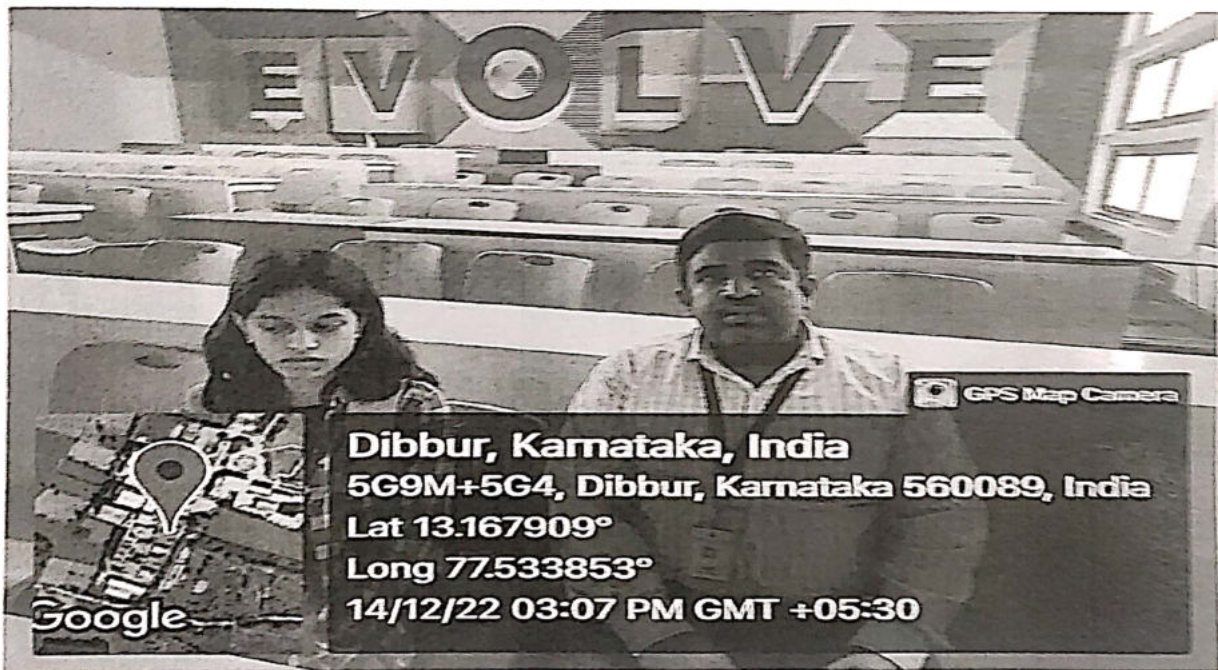 EVOLVE
GPS Map Camera
Dibbur, Karnataka, India
5G9M+5G4, Dibbur, Karnataka 560089, India
Lat 13.167909°
Long 77.533853°
14/12/22 03:07 PM GMT +05:30
Google